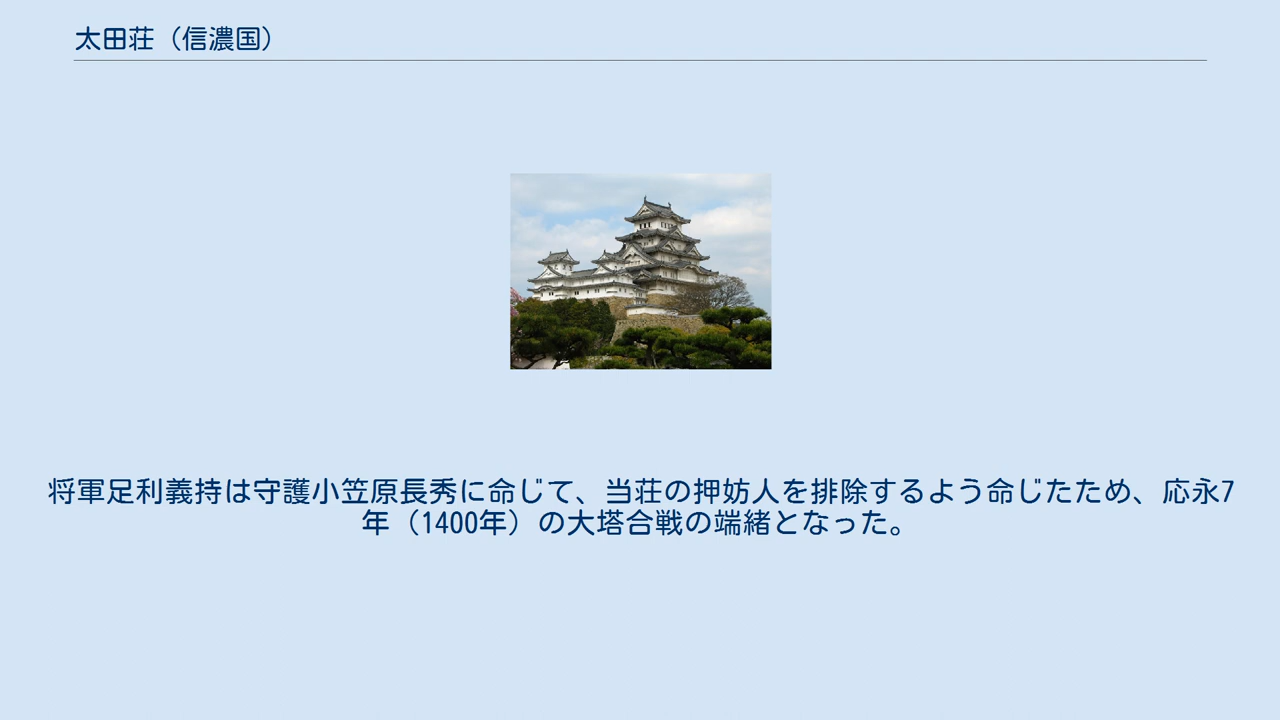 太田荘（信濃国）
将軍足利義持は守護小笠原長秀に命じて、当荘の押妨人を排除するよう命じたため、応永7
年（1400年）の大塔合戦の端緒となった。